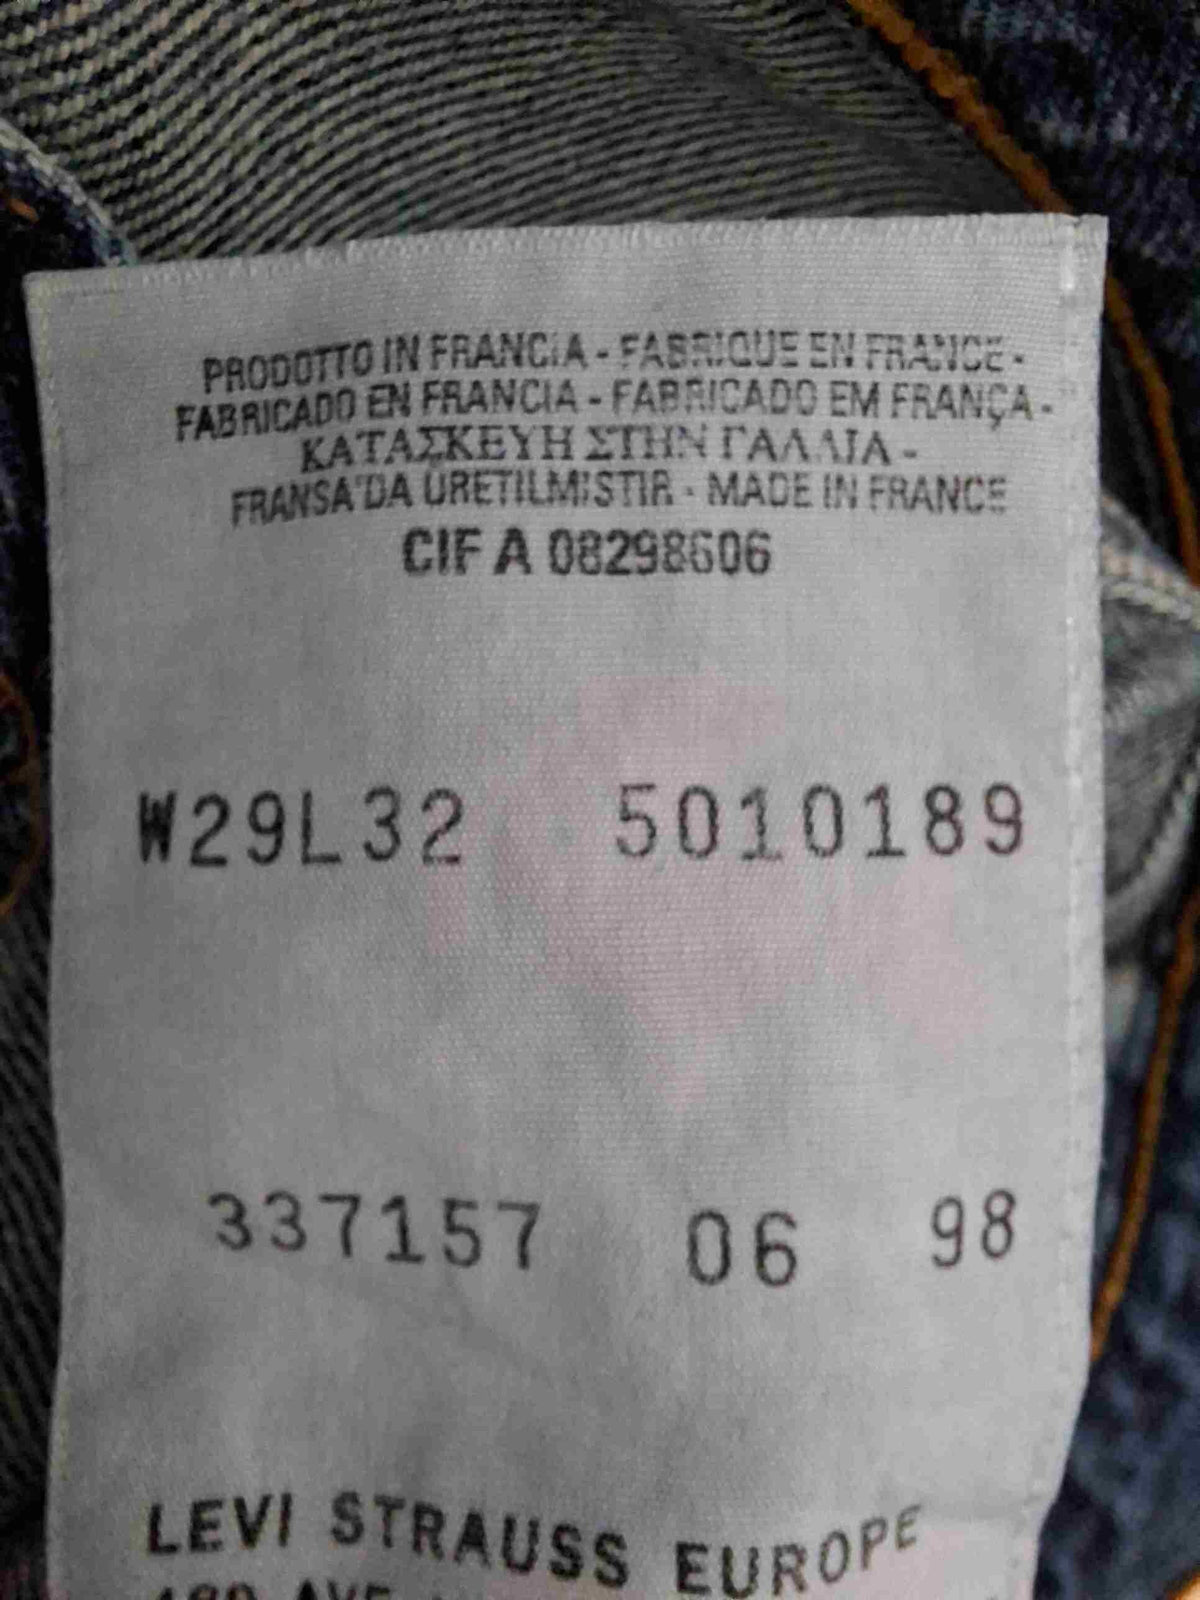 PRODOTTO IN FRANCIA - FABRIQUE EN FRANCE -
FABRICADO EN FRANCIA - FABRICADO EM FRANÇA -
ΚΑΤΑΣΚΕΥΗ ΣΤΗΝ ΓΑΛΛΙΑ -
FRANSA'DA URETILMISTIR - MADE IN FRANCE
CIF A 08298606
W29L32 5010189
337157 06 98
LEVI STRAUSS EUROPE
AVE